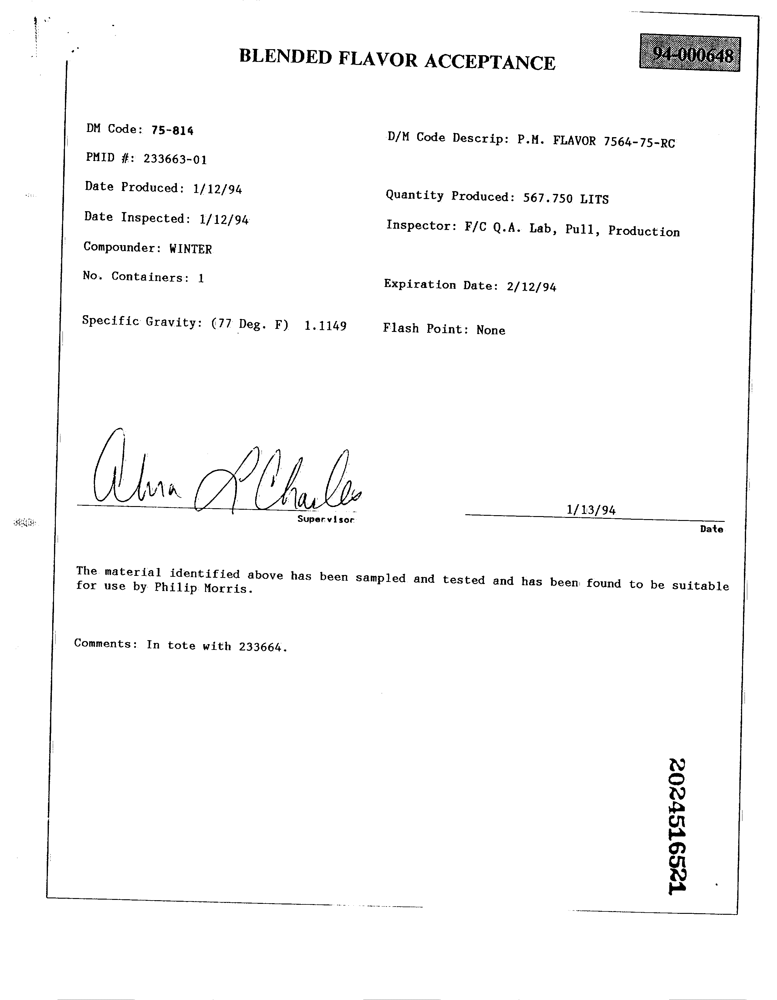 BLENDED FLAVOR ACCEPTANCE
94-000648
DM Code: 75-814
D/M Code Descrip: P.M. FLAVOR 7564-75-RC
PMID #: 233663-01
Date Produced: 1/12/94
Quantity Produced: 567.750 LITS
Date Inspected: 1/12/94
Inspector: F/C Q.A. Lab, Pull, Production
Compounder: WINTER
No. Containers: 1
Expiration Date: 2/12/94
Specific Gravity: (77 Deg. F) 1.1149
Flash Point: None
L Charles
Supervisor
1/13/94
Date
The material identified above has been sampled and tested and has been found to be suitable
for use by Philip Morris.
Comments: In tote with 233664.
2024516521